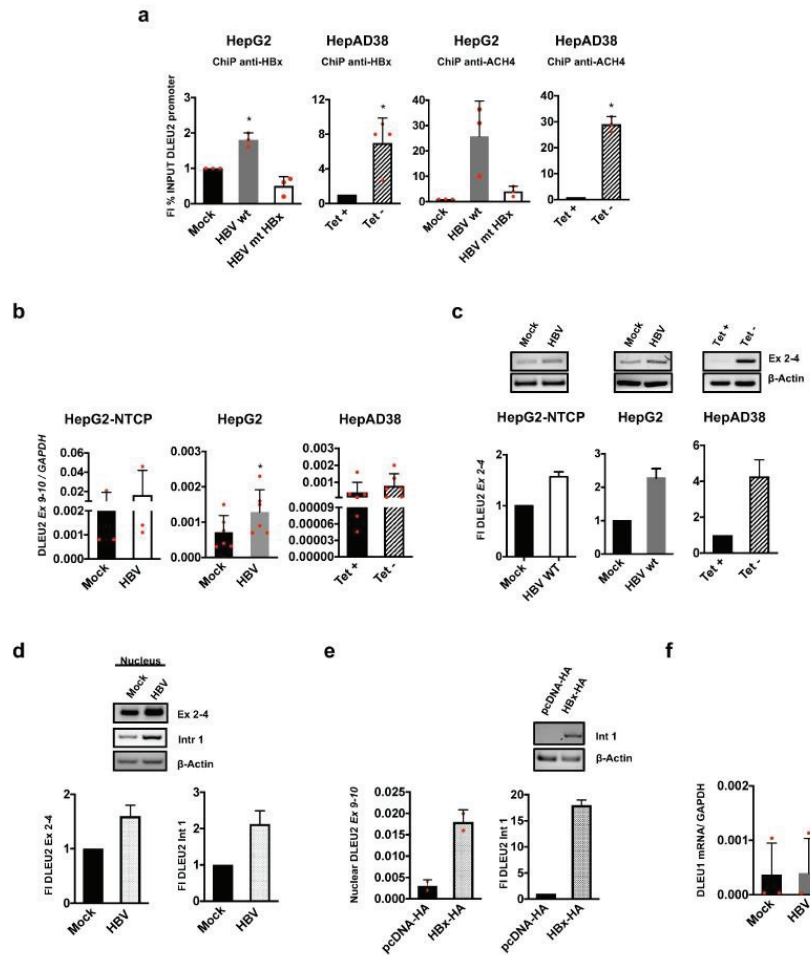 a
HepG2
ChiP anti-HBx
HepAD38
ChiP anti-HBx
HepG2
ChiP anti-ACH4
HepAD38
ChiP anti-ACH4
FI % INPUT DLEU2 promoter
3
2
1
0
*
Mock
HBV wt
HBV mt HBx
12
8
4
0
*
Tet +
Tet -
40
30
20
10
0
Mock
HBV wt
HBV mt HBx
40
30
20
10
0
*
Tet +
Tet -
b
HepG2-NTCP
DLEU2 Ex 9-10 / GAPDH
0.06
0.04
0.02
0.002
0.001
0.000
Mock
HBV
HepG2
0.003
0.002
0.001
0.000
*
Mock
HBV
HepAD38
0.002
0.001
0.000
0.00009
0.00006
0.00003
0.00000
Tet +
Tet -
c
Mock
HBV
Mock
HBV
Tet +
Tet -
Ex 2-4
β-Actin
HepG2-NTCP
FI DLEU2 Ex 2-4
2
1
0
Mock
HBV WT
HepG2
3
2
1
0
Mock
HBV wt
HepAD38
6
4
2
0
Tet +
Tet -
d
Nucleus
Mock
HBV
Ex 2-4
Intr 1
β-Actin
FI DLEU2 Ex 2-4
2
1
0
Mock
HBV
FI DLEU2 Int 1
3
2
1
0
Mock
HBV
e
pcDNA-HA
HBx-HA
Int 1
β-Actin
Nuclear DLEU2 Ex 9-10
0.025
0.020
0.015
0.010
0.005
0.000
pcDNA-HA
HBx-HA
FI DLEU2 Int 1
20
15
10
5
0
pcDNA-HA
HBx-HA
f
DLEU1 mRNA/ GAPDH
0.002
0.001
0.000
Mock
HBV